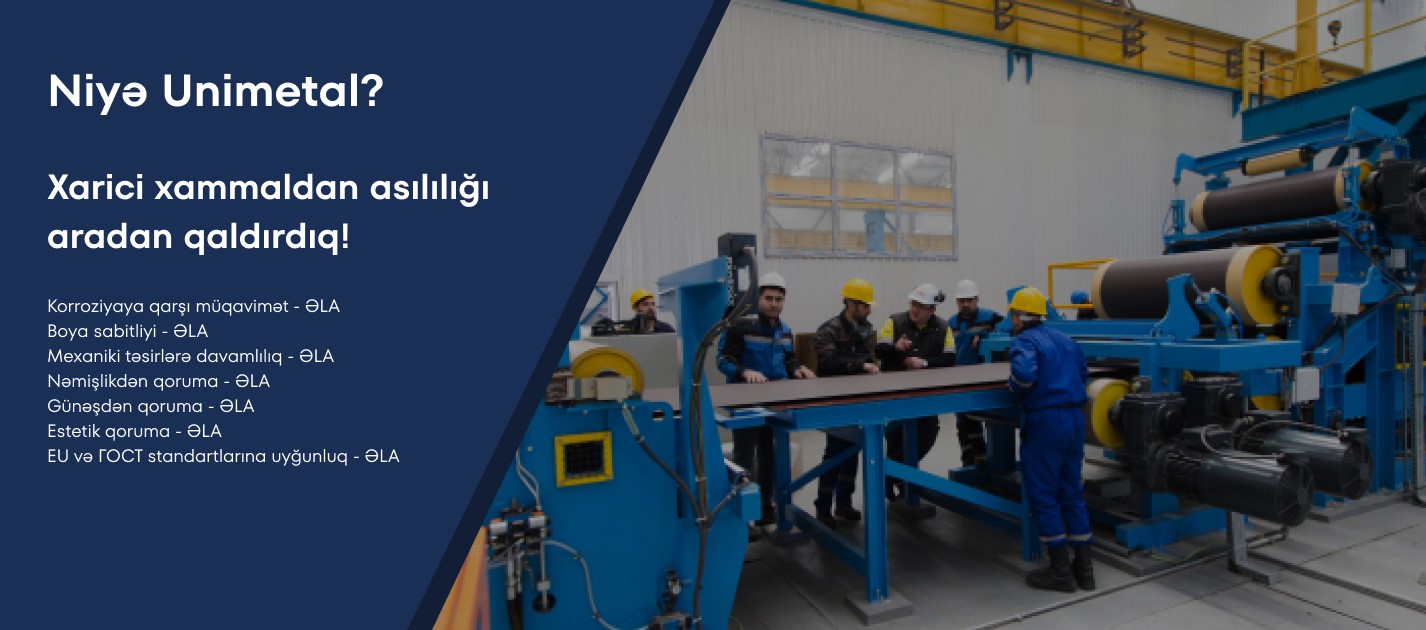 Niyə Unimetal?
Xarici xammaldan asılılığı
aradan qaldırdıq!
Korroziyaya qarşı müqavimət - ƏLA
Boya sabitliyi - ƏLA
Mexaniki təsirlərə davamlılıq - ƏLA
Nəmişlikdən qoruma - ƏLA
Günəşdən qoruma - ƏLA
Estetik qoruma - ƏLA
EU və ГОСТ standartlarına uyğunluq - ƏLA